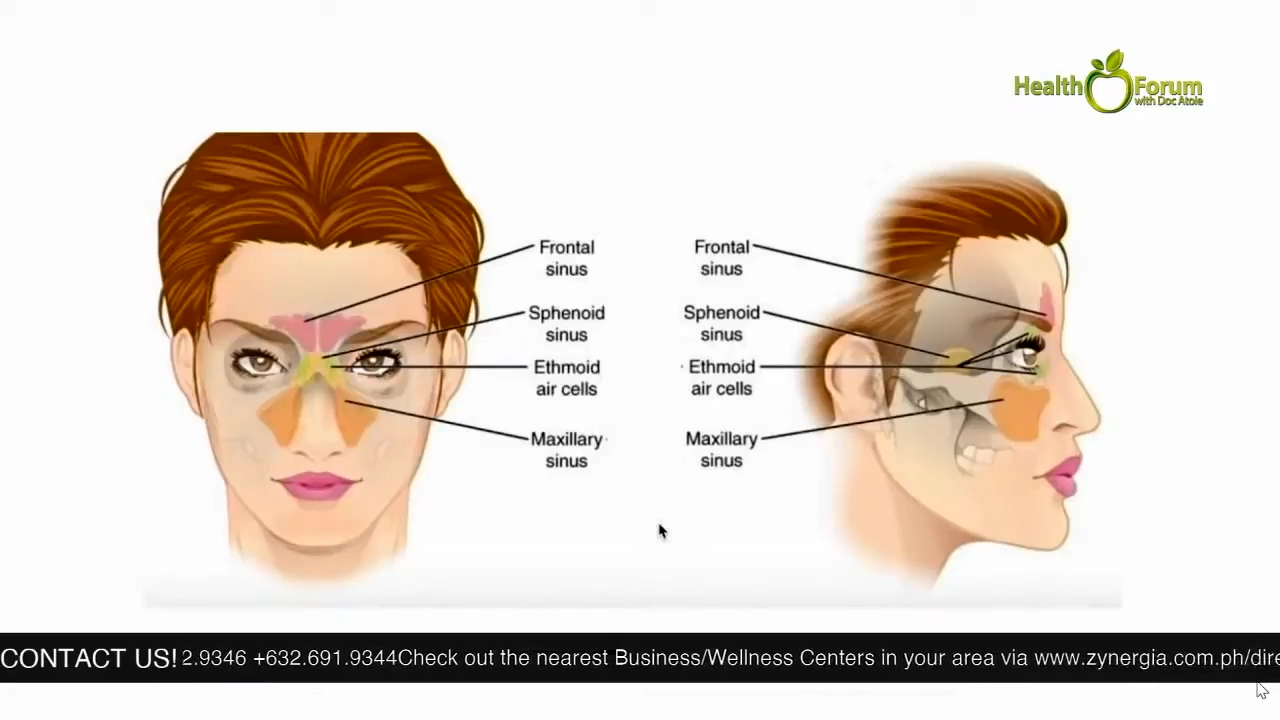 Health Forum
with Doc Atoie
Frontal
sinus
Sphenoid
sinus
Ethmoid
air cells
Maxillary
sinus
Frontal
sinus
Sphenoid
sinus
Ethmoid
air cells
Maxillary
sinus
CONTACT US! 2.9346 +632.691.9344Check out the nearest Business/Wellness Centers in your area via www.zynergia.com.ph/dire